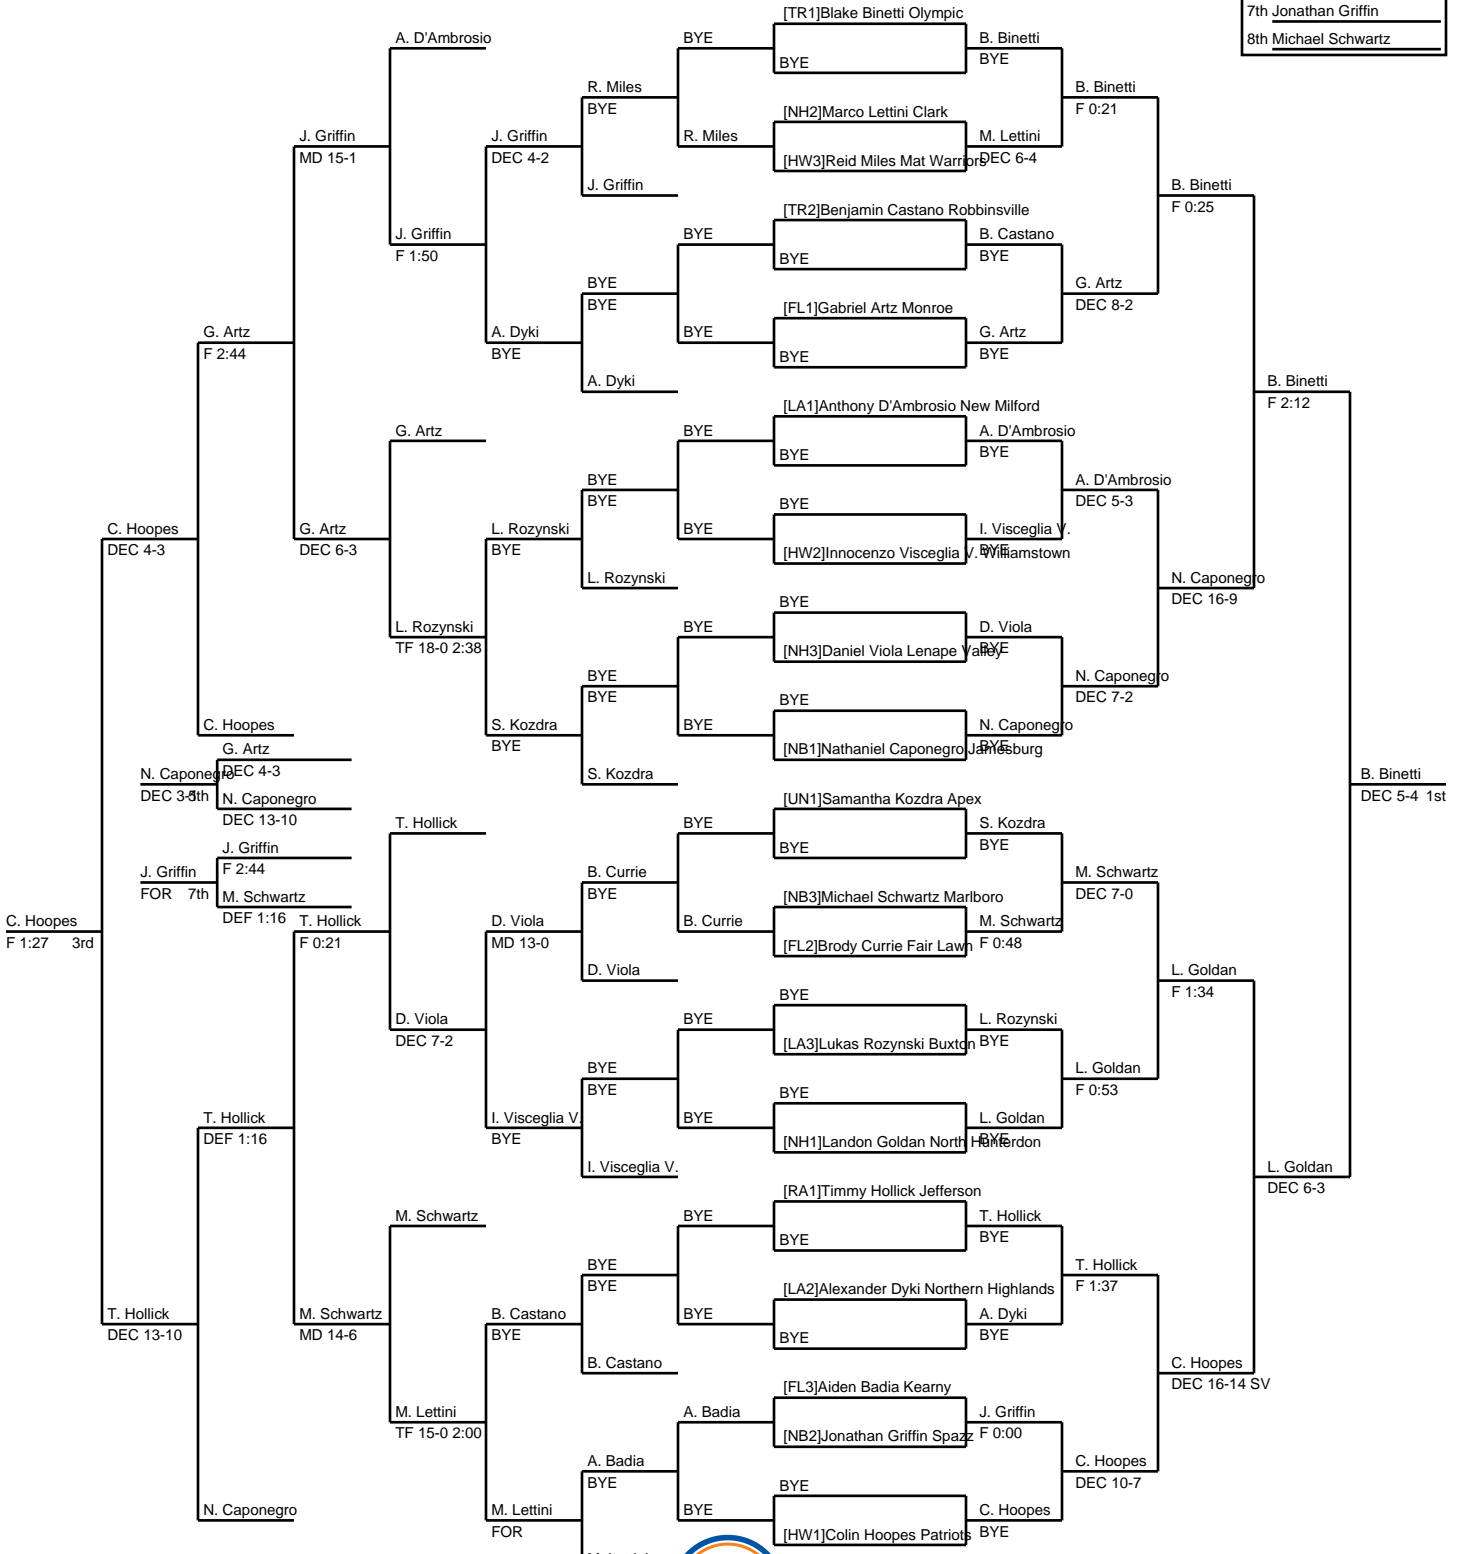 [TR1]Blake Binetti Olympic
7th Jonathan Griffin
8th Michael Schwartz
A. D'Ambrosio
BYE
B. Binetti
BYE
BYE
R. Miles
BYE
B. Binetti
F 0:21
[NH2]Marco Lettini Clark
J. Griffin
MD 15-1
J. Griffin
DEC 4-2
R. Miles
M. Lettini
DEC 6-4
[HW3]Reid Miles Mat Warriors
J. Griffin
B. Binetti
F 0:25
[TR2]Benjamin Castano Robbinsville
J. Griffin
F 1:50
BYE
B. Castano
BYE
BYE
BYE
BYE
G. Artz
DEC 8-2
[FL1]Gabriel Artz Monroe
G. Artz
F 2:44
A. Dyki
BYE
BYE
G. Artz
BYE
BYE
A. Dyki
B. Binetti
F 2:12
[LA1]Anthony D'Ambrosio New Milford
G. Artz
BYE
A. D'Ambrosio
BYE
BYE
BYE
BYE
A. D'Ambrosio
DEC 5-3
BYE
C. Hoopes
DEC 4-3
G. Artz
DEC 6-3
L. Rozynski
BYE
BYE
I. Visceglia V.
BYE
[HW2]Innocenzo Visceglia V. Williamstown
L. Rozynski
N. Caponegro
DEC 16-9
BYE
L. Rozynski
TF 18-0 2:38
BYE
D. Viola
BYE
[NH3]Daniel Viola Lenape Valley
BYE
BYE
N. Caponegro
DEC 7-2
BYE
C. Hoopes
S. Kozdra
BYE
BYE
N. Caponegro
BYE
[NB1]Nathaniel Caponegro Jamesburg
G. Artz
DEC 4-3
N. Caponegro
DEC 3-1
5th
S. Kozdra
B. Binetti
DEC 5-4 1st
N. Caponegro
DEC 13-10
[UN1]Samantha Kozdra Apex
T. Hollick
BYE
S. Kozdra
BYE
BYE
J. Griffin
F 2:44
J. Griffin
FOR 7th
B. Currie
BYE
M. Schwartz
DEC 7-0
M. Schwartz
DEF 1:16
[NB3]Michael Schwartz Marlboro
C. Hoopes
F 1:27 3rd
T. Hollick
F 0:21
D. Viola
MD 13-0
B. Currie
M. Schwartz
F 0:48
[FL2]Brody Currie Fair Lawn
D. Viola
L. Goldan
F 1:34
BYE
D. Viola
DEC 7-2
BYE
L. Rozynski
BYE
[LA3]Lukas Rozynski Buxton
BYE
BYE
L. Goldan
F 0:53
BYE
T. Hollick
DEF 1:16
I. Visceglia V.
BYE
BYE
L. Goldan
BYE
[NH1]Landon Goldan North Hunterdon
I. Visceglia V.
L. Goldan
DEC 6-3
[RA1]Timmy Hollick Jefferson
M. Schwartz
BYE
T. Hollick
BYE
BYE
BYE
BYE
T. Hollick
F 1:37
[LA2]Alexander Dyki Northern Highlands
T. Hollick
DEC 13-10
M. Schwartz
MD 14-6
B. Castano
BYE
BYE
A. Dyki
BYE
BYE
B. Castano
C. Hoopes
DEC 16-14 SV
[FL3]Aiden Badia Kearny
M. Lettini
TF 15-0 2:00
A. Badia
J. Griffin
F 0:00
[NB2]Jonathan Griffin Spazz
A. Badia
BYE
C. Hoopes
DEC 10-7
BYE
N. Caponegro
M. Lettini
FOR
BYE
C. Hoopes
BYE
[HW1]Colin Hoopes Patriots